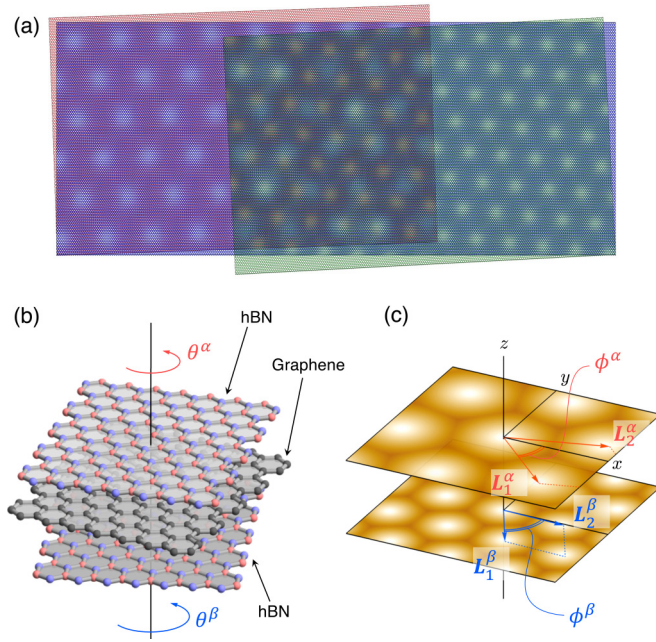 (a)
(b)
hBN
θ^α
Graphene
hBN
θ^β
(c)
z
ϕ^α
y
L_2^α
x
L_1^α
L_2^β
L_1^β
ϕ^β